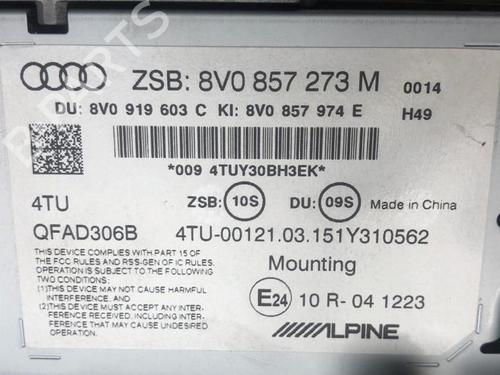 ZSB: 8V0 857 273 M 0014
DU: 8V0 919 603 C KI: 8V0 857 974 E H49
*009 4TUY30BH3EK*
4TU ZSB: 10S DU: 09S Made in China
QFAD306B 4TU-00121.03.151Y310562
THIS DEVICE COMPLIES WITH PART 15 OF
THE FCC RULES AND RSS-GEN OF IC RULES.
OPERATION IS SUBJECT TO THE FOLLOWING
TWO CONDITIONS:
(1)THIS DEVICE MAY NOT CAUSE HARMFUL
INTERFERENCE, AND
(2)THIS DEVICE MUST ACCEPT ANY INTER-
FERENCE RECEIVED, INCLUDING INTER-
FERENCE THAT MAY CAUSE UNDESIRED
OPERATION.
Mounting
E24 10 R- 04 1223
ALPINE